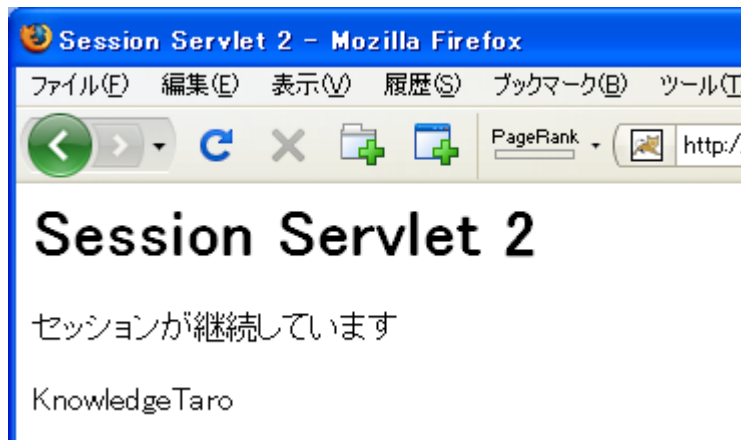 Session Servlet 2 - Mozilla Firefox
ファイル(F) 編集(E) 表示(V) 履歴(S) ブックマーク(B) ツール(T
PageRank http:/
Session Servlet 2
セッションが継続しています
KnowledgeTaro